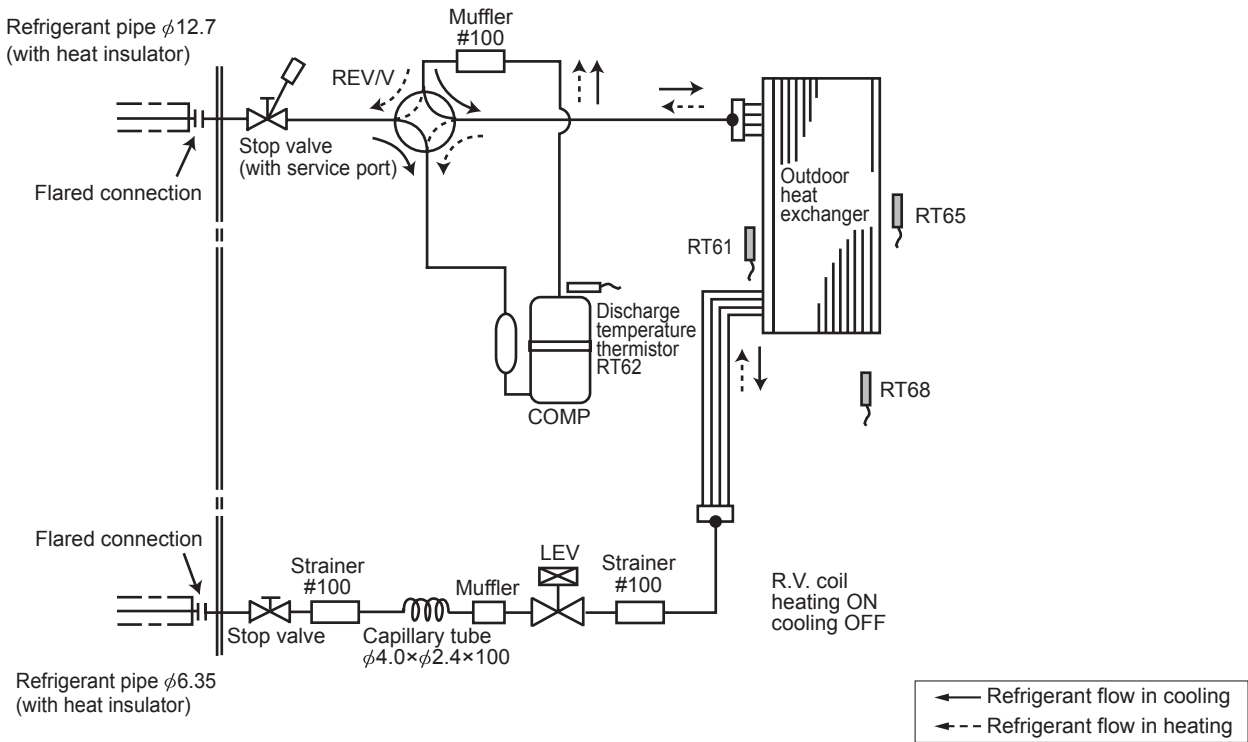 Refrigerant pipe ϕ12.7
(with heat insulator)
Muffler
#100
REV/V
Stop valve
(with service port)
Flared connection
Outdoor
heat
exchanger
RT65
RT61
Discharge
temperature
thermistor
RT62
COMP
RT68
Flared connection
Strainer
#100
LEV
Muffler
Strainer
#100
Stop valve
Capillary tube
ϕ4.0×ϕ2.4×100
R.V. coil
heating ON
cooling OFF
Refrigerant pipe ϕ6.35
(with heat insulator)
Refrigerant flow in cooling
Refrigerant flow in heating